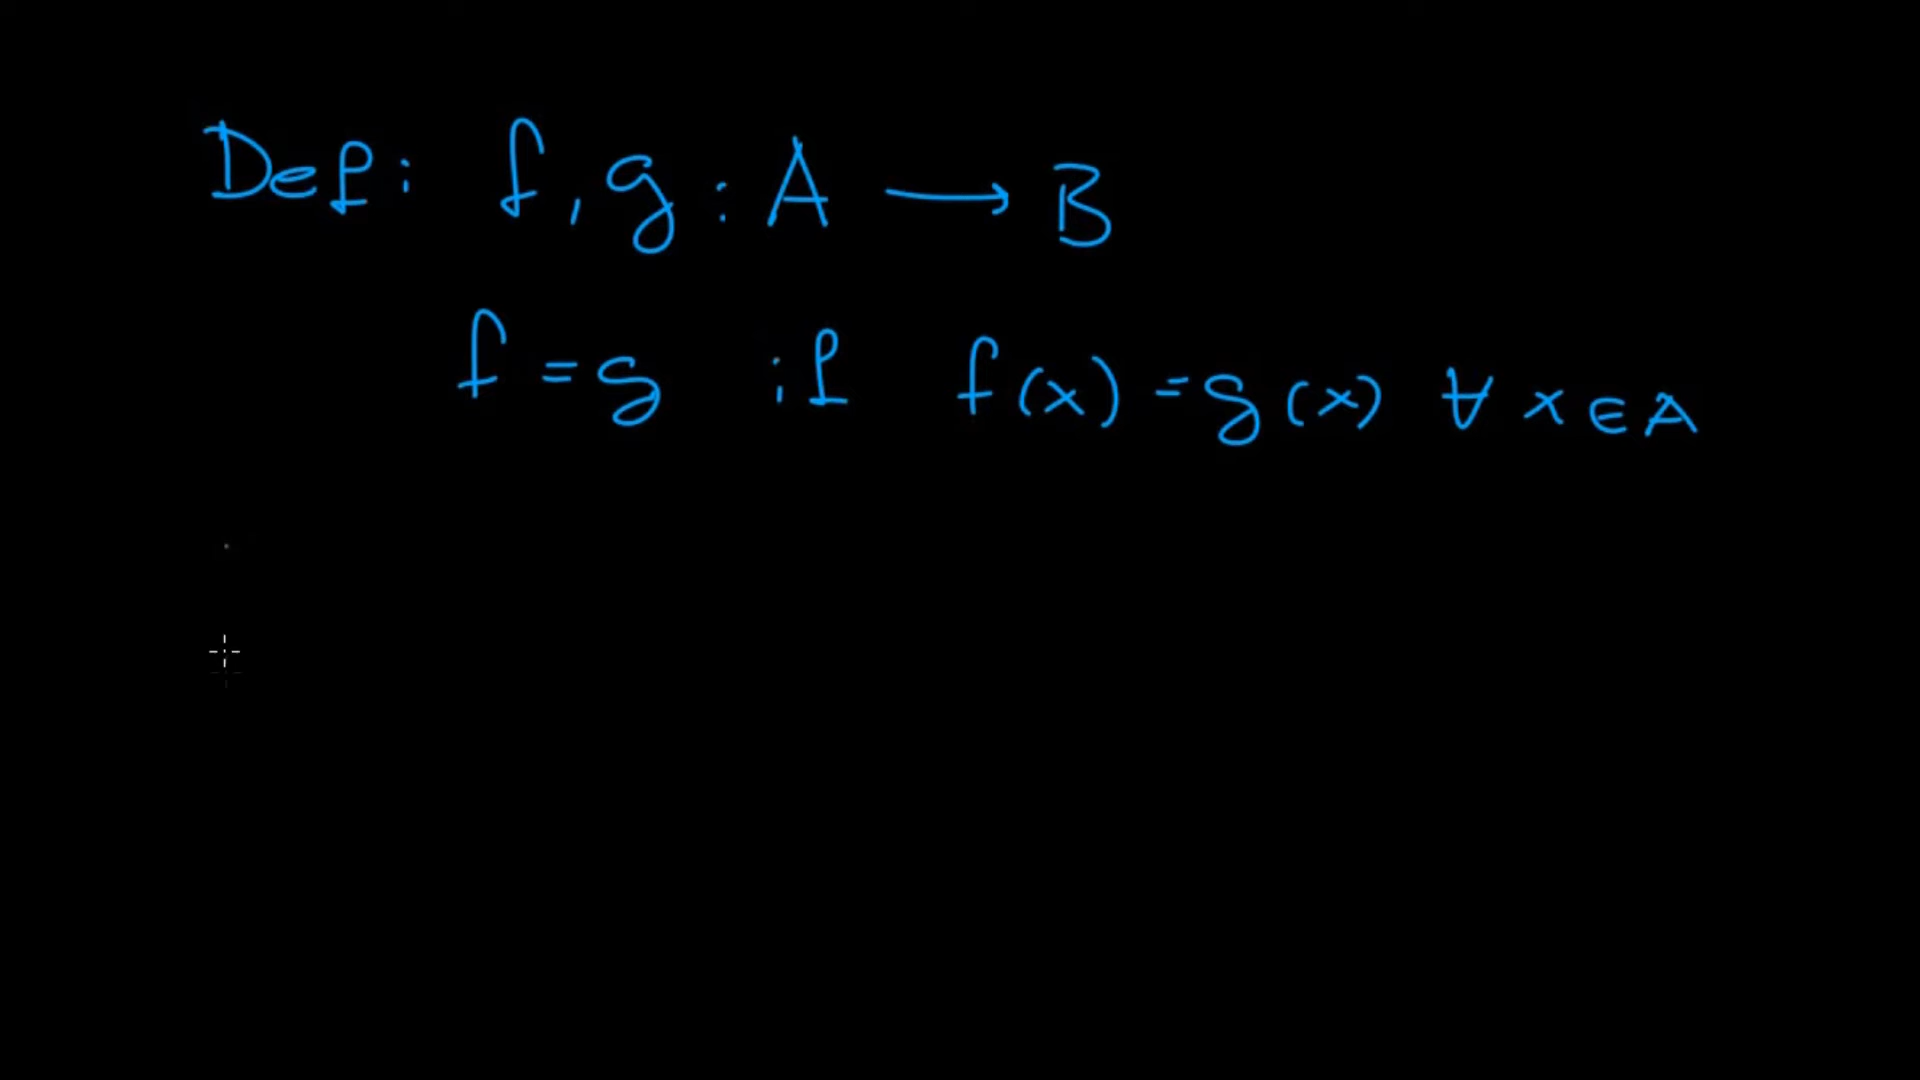 Def: f, g : A → B
f = g if f(x) = g(x) ∀ x ∈ A